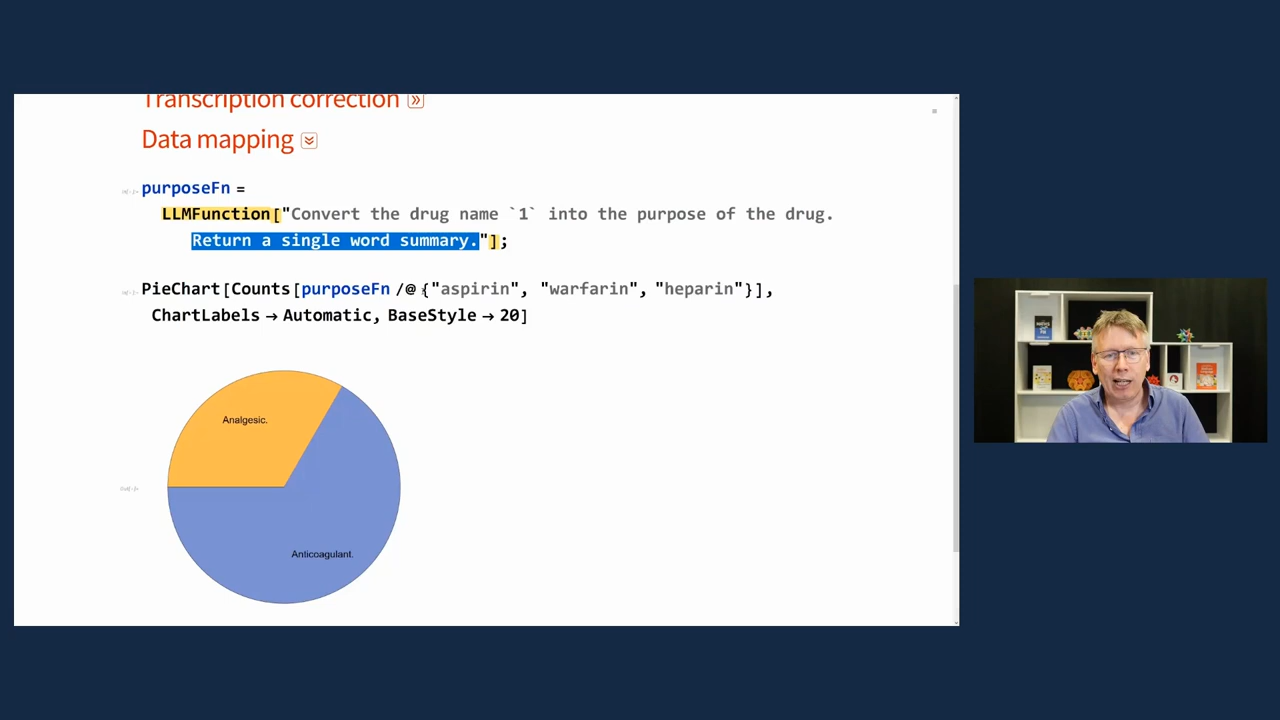 Transcription correction »
Data mapping
purposeFn =
LLMFunction["Convert the drug name `1` into the purpose of the drug.
Return a single word summary."];
PieChart[Counts[purposeFn /@ {"aspirin", "warfarin", "heparin"}],
ChartLabels → Automatic, BaseStyle → 20]
Analgesic.
Anticoagulant.